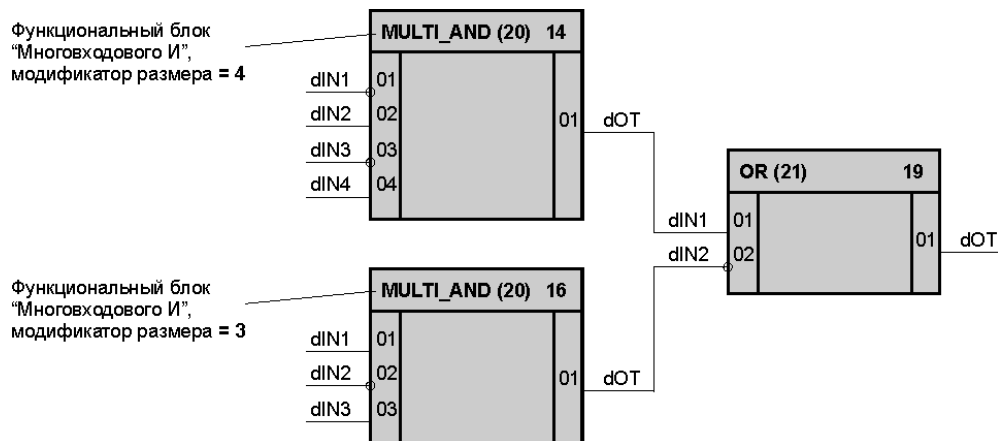 Функциональный блок
“Многовходового И”,
модификатор размера = 4
MULTI_AND (20) 14
dIN1 01
dIN2 02
dIN3 03
dIN4 04
01 dOT
OR (21) 19
dIN1 01
dIN2 02
01 dOT
Функциональный блок
“Многовходового И”,
модификатор размера = 3
MULTI_AND (20) 16
dIN1 01
dIN2 02
dIN3 03
01 dOT